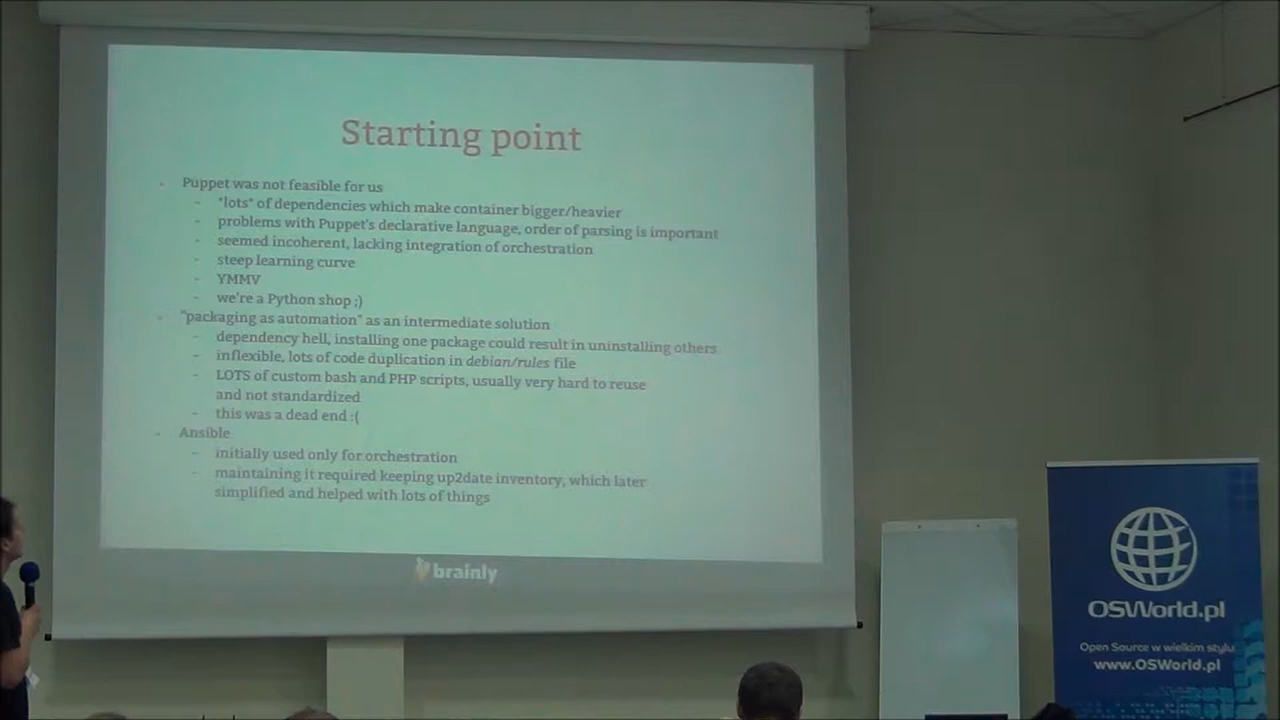 Starting point
- Puppet was not feasible for us
- *lots* of dependencies which make container bigger/heavier
- problems with Puppet's declarative language, order of parsing is important
- seemed incoherent, lacking integration of orchestration
- steep learning curve
- YMMV
- we're a Python shop ;)
- "packaging as automation" as an intermediate solution
- dependency hell, installing one package could result in uninstalling others
- inflexible, lots of code duplication in debian/rules file
- LOTS of custom bash and PHP scripts, usually very hard to reuse
and not standardized
- this was a dead end :(
- Ansible
- initially used only for orchestration
- maintaining it required keeping up2date inventory, which later
simplified and helped with lots of things
brainly
OSWorld.pl
Open Source w wielkim stylu
www.OSWorld.pl